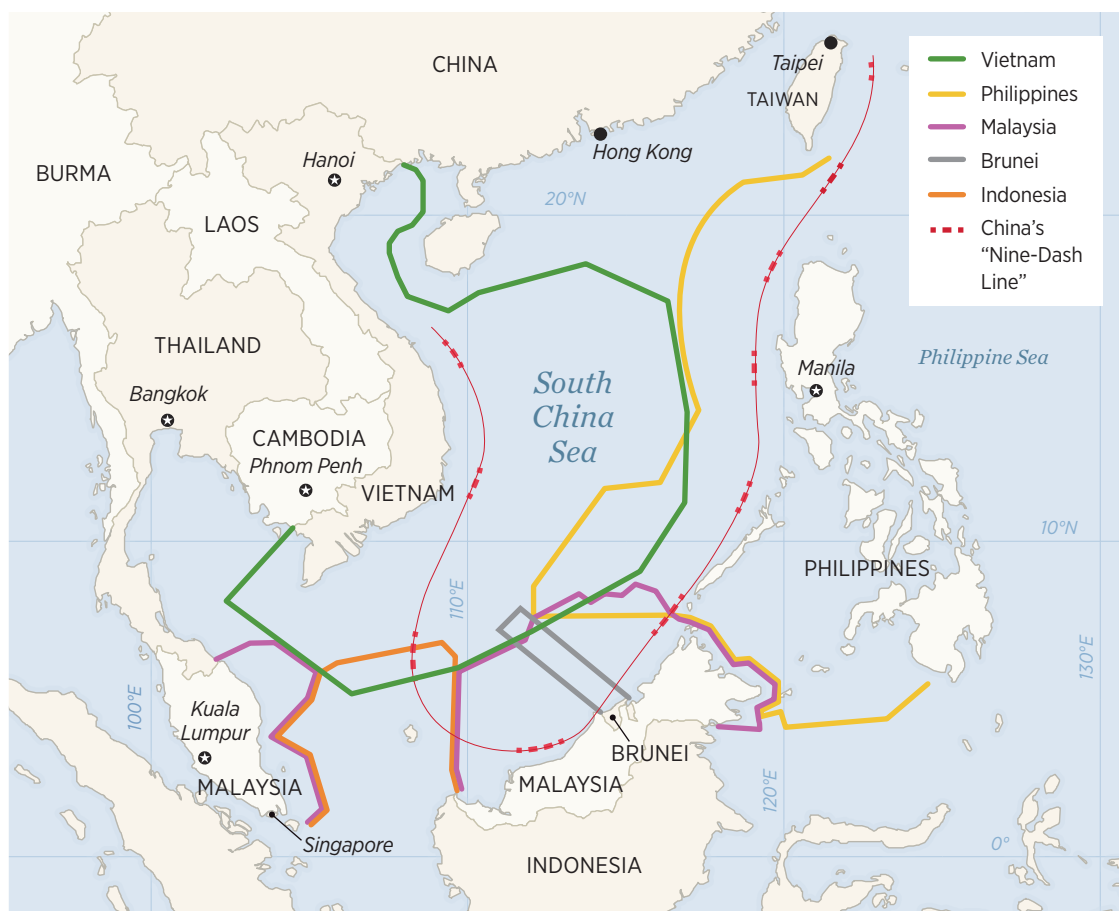 CHINA
Taipei
TAIWAN
Hong Kong
Hanoi
BURMA
LAOS
20°N
Vietnam
Philippines
Malaysia
Brunei
Indonesia
China's
“Nine-Dash
Line”
THAILAND
Bangkok
CAMBODIA
Phnom Penh
VIETNAM
South
China
Sea
Manila
Philippine Sea
10°N
PHILIPPINES
110°E
100°E
130°E
120°E
Kuala
Lumpur
MALAYSIA
Singapore
BRUNEI
MALAYSIA
INDONESIA
0°